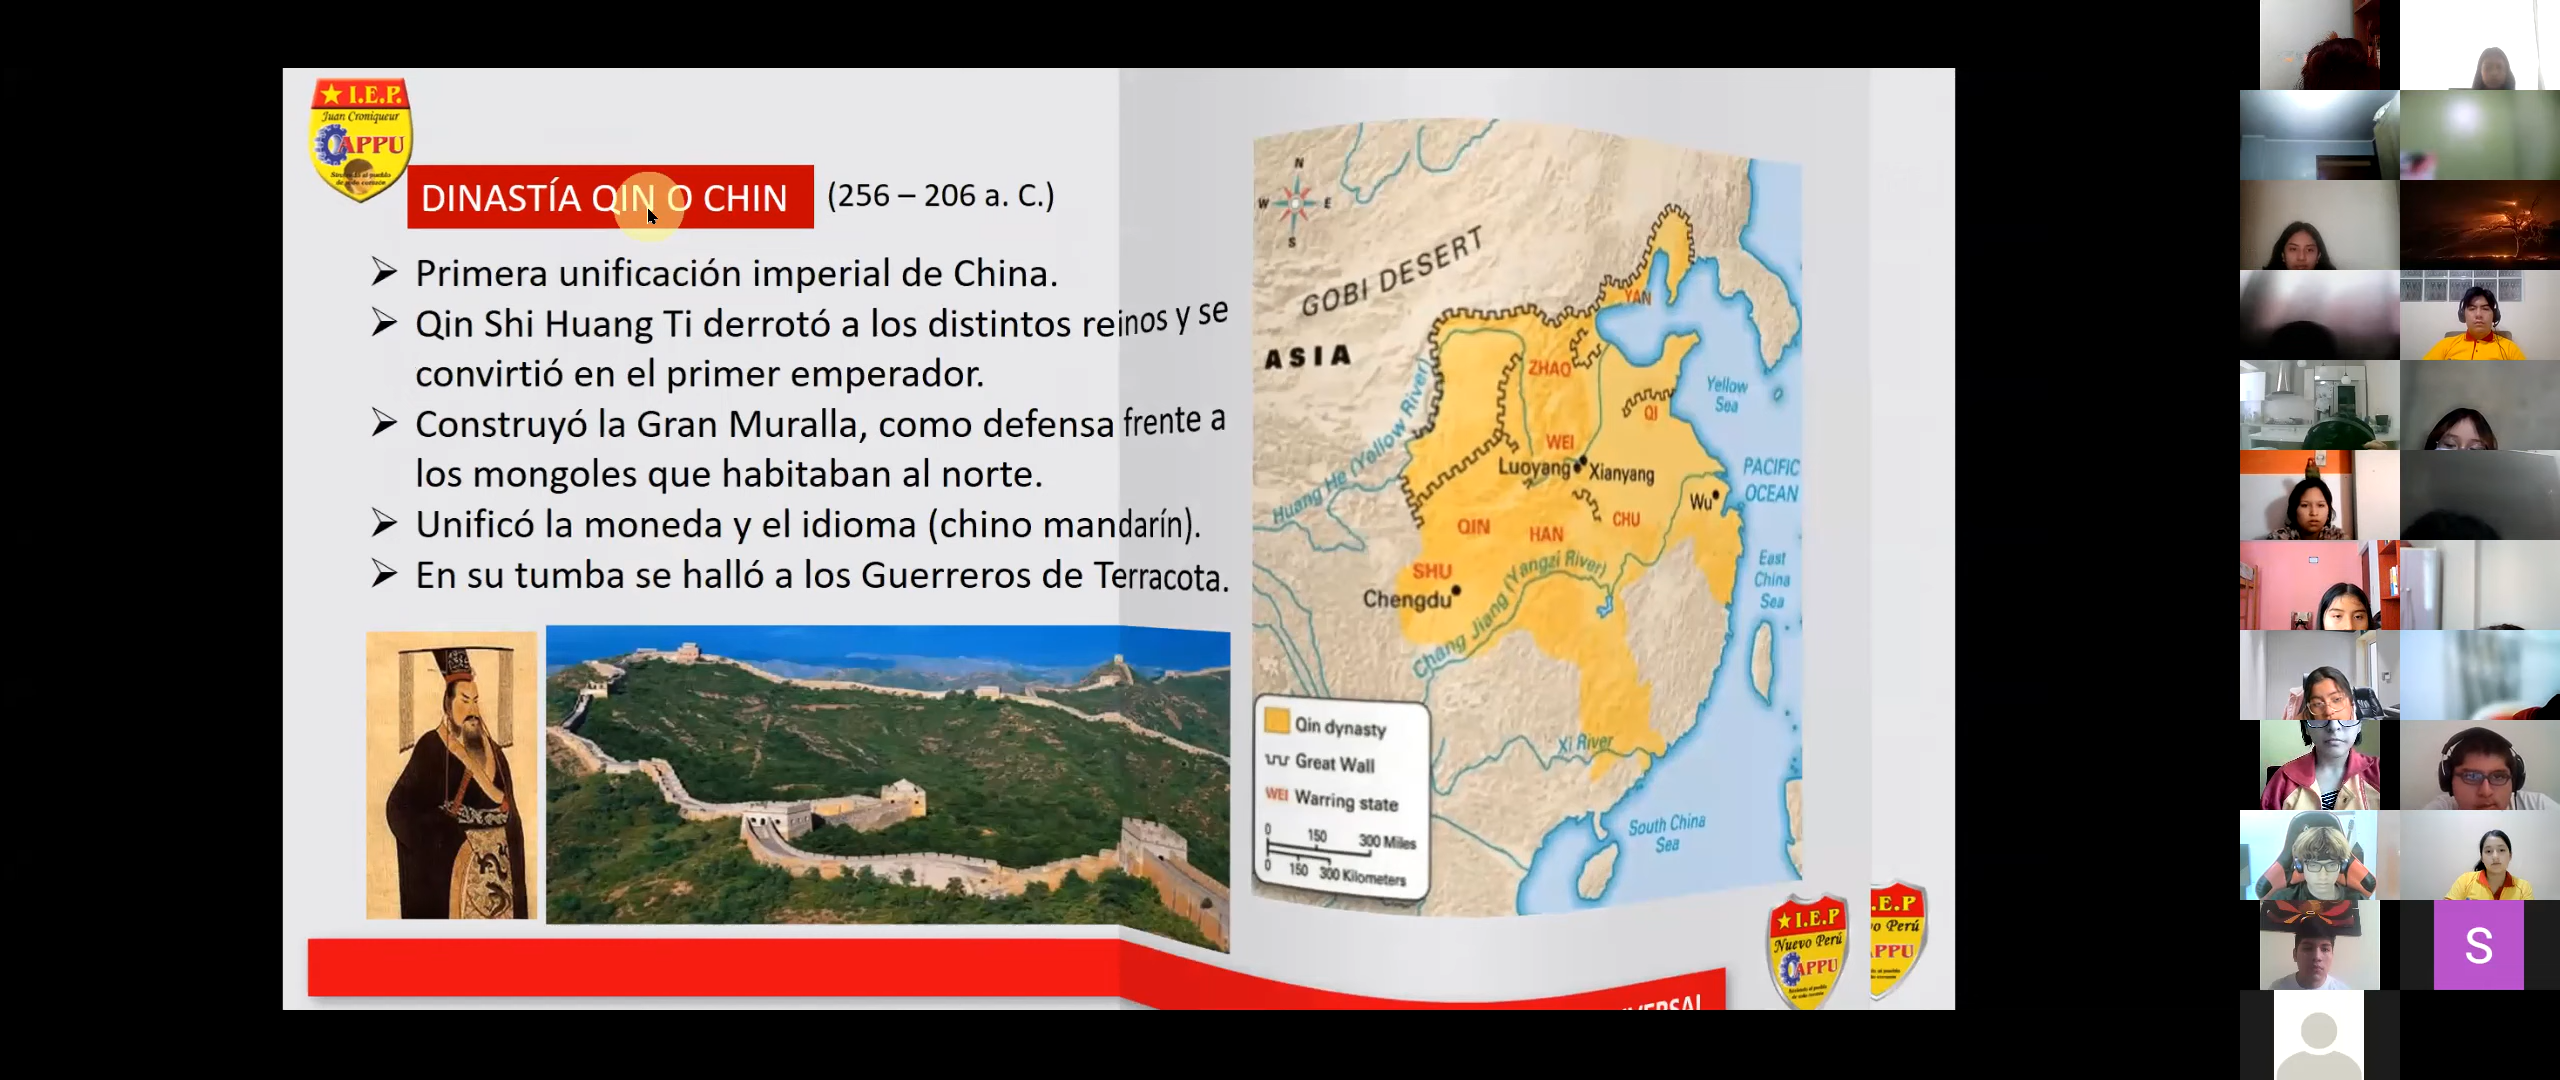 ★ I.E.P.
Juan Croniqueur
CAPPU
DINASTÍA QIN O CHIN
(256 – 206 a. C.)
➢ Primera unificación imperial de China.
➢ Qin Shi Huang Ti derrotó a los distintos reinos y se
convirtió en el primer emperador.
➢ Construyó la Gran Muralla, como defensa frente a
los mongoles que habitaban al norte.
➢ Unificó la moneda y el idioma (chino mandarín).
➢ En su tumba se halló a los Guerreros de Terracota.
N
W E
S
GOBI DESERT
ASIA
YAN
ZHAO
QI
Yellow
Sea
Huang He (Yellow River)
WEI
Luoyang Xianyang
PACIFIC
OCEAN
Wu
QIN
HAN
CHU
SHU
Chengdu
Chang Jiang (Yangzi River)
East
China
Sea
Xi River
South China
Sea
Qin dynasty
Great Wall
WEI Warring state
0 150 300 Miles
0 150 300 Kilometers
★ I.E.P
Nuevo Perú
CAPPU
.E.P
o Perú
APPU
S